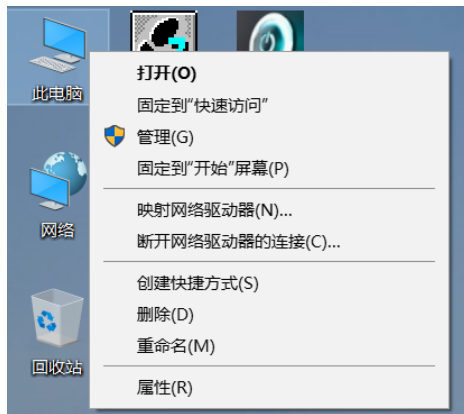 此电脑
网络
回收站
打开(O)
固定到"快速访问"
管理(G)
固定到"开始"屏幕(P)
映射网络驱动器(N)...
断开网络驱动器的连接(C)...
创建快捷方式(S)
删除(D)
重命名(M)
属性(R)